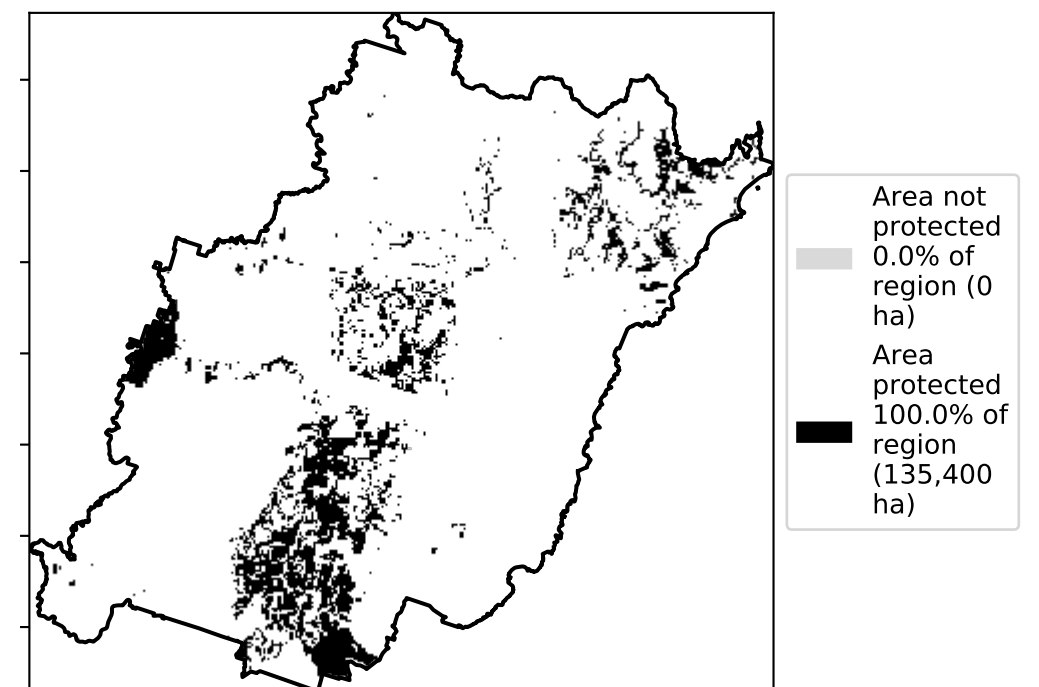 Area not
protected
0.0% of
region (0
ha)
Area
protected
100.0% of
region
(135,400
ha)